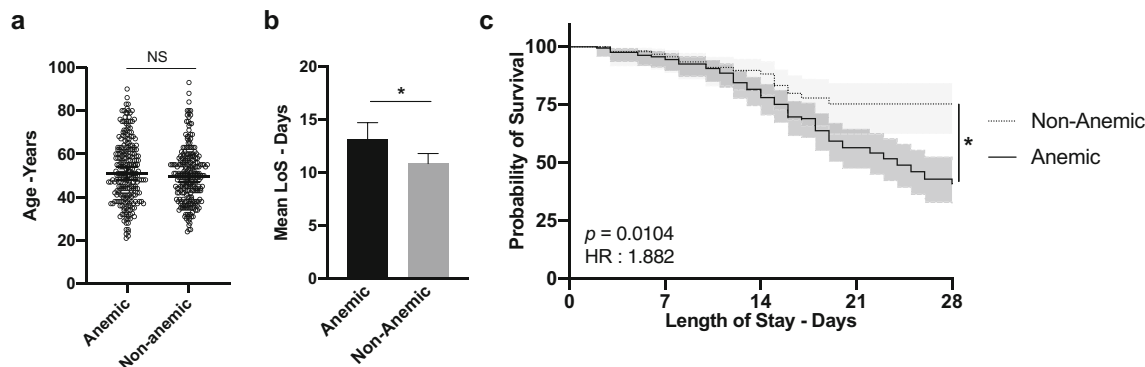 a
NS
Age -Years
100
80
60
40
20
0
Anemic
Non-anemic
b
*
Mean LoS - Days
20
15
10
5
0
Anemic
Non-Anemic
c
Probability of Survival
100
75
50
25
0
p = 0.0104
HR : 1.882
0 7 14 21 28
Length of Stay - Days
*
Non-Anemic
Anemic